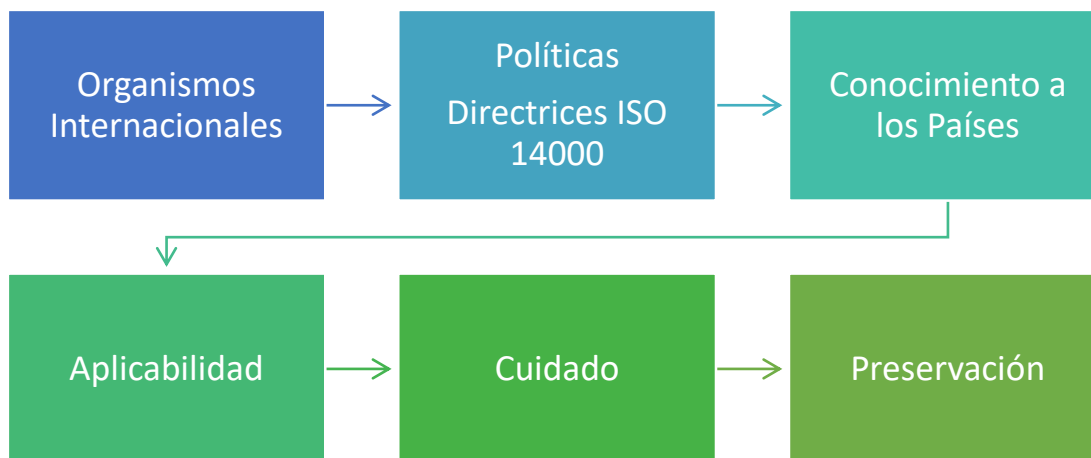 Organismos
Internacionales
Políticas
Directrices ISO
14000
Conocimiento a
los Países
Aplicabilidad
Cuidado
Preservación